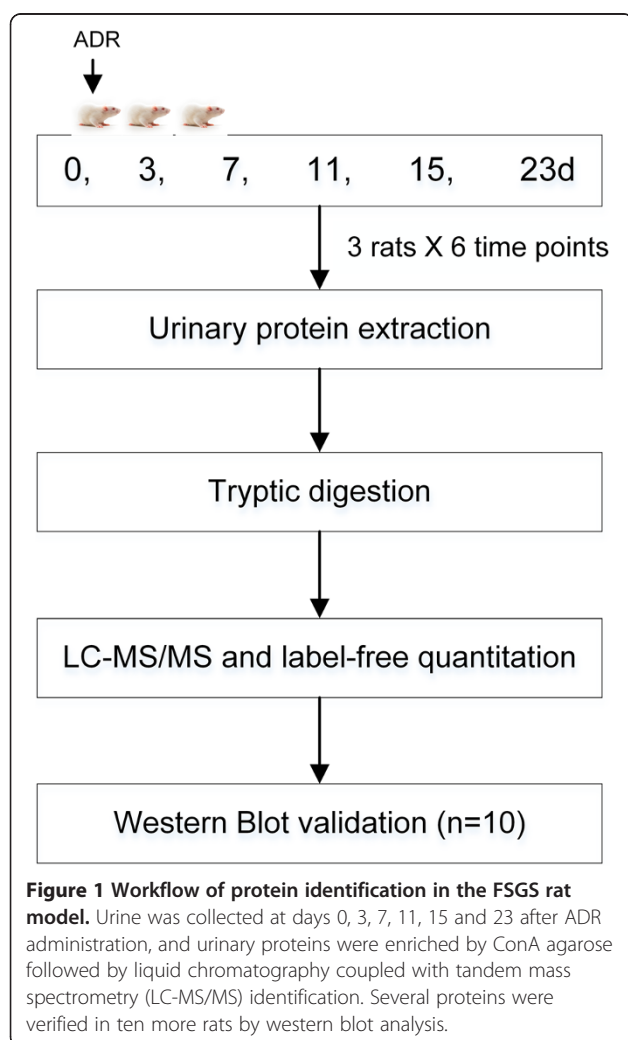 ADR
0, 3, 7, 11, 15, 23d
3 rats X 6 time points
Urinary protein extraction
Tryptic digestion
LC-MS/MS and label-free quantitation
Western Blot validation (n=10)
Figure 1 Workflow of protein identification in the FSGS rat
model. Urine was collected at days 0, 3, 7, 11, 15 and 23 after ADR
administration, and urinary proteins were enriched by ConA agarose
followed by liquid chromatography coupled with tandem mass
spectrometry (LC-MS/MS) identification. Several proteins were
verified in ten more rats by western blot analysis.